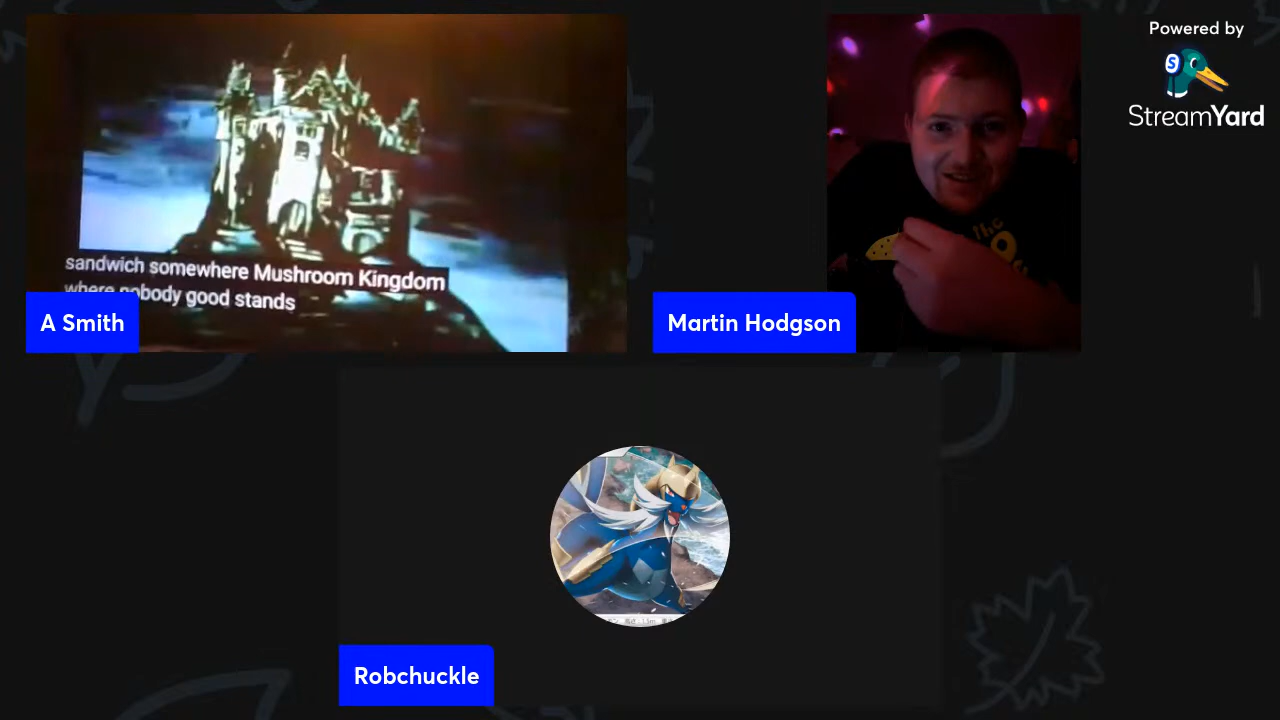 Powered by
StreamYard
sandwich somewhere Mushroom Kingdom
where nobody good stands
A Smith
Martin Hodgson
Robchuckle